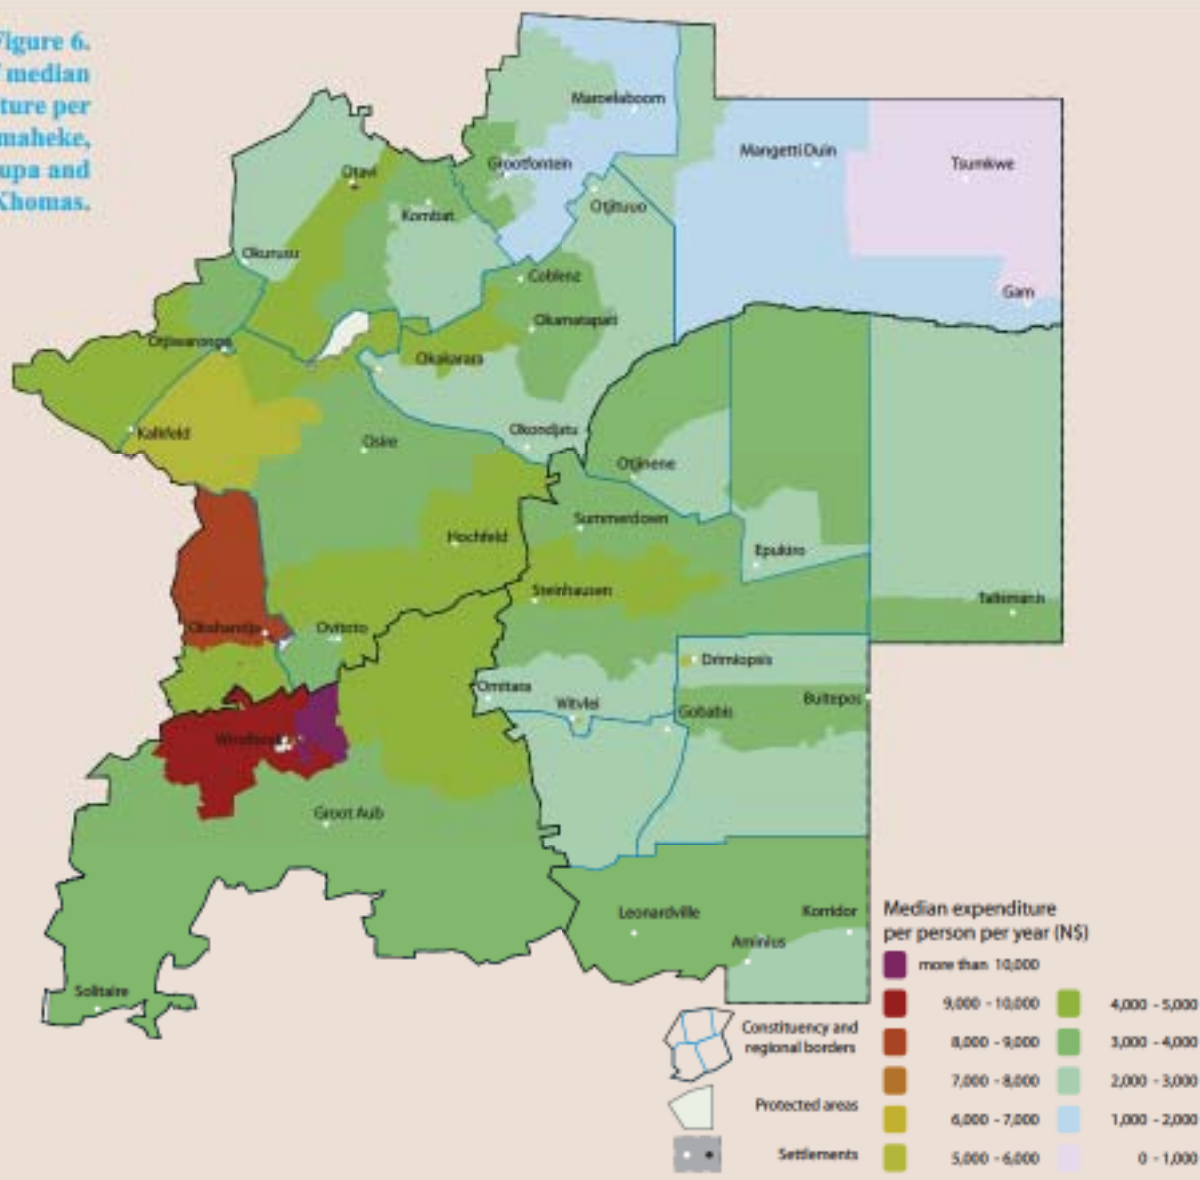 Figure 6.
median
ture per
maheke,
upa and
Khomas.
Maroelaboom
Grootfontein
Mangetti Duin
Tsumkwe
Otavi
Kombat
Otjituuo
Okurusu
Coblenz
Gam
Okamatapati
Otjiwarongo
Okakarara
Kalkfeld
Osire
Okondjatu
Otjinene
Summerdown
Hochfeld
Epukiro
Steinhausen
Talismanis
Okahandja
Ovitoto
Drimiopsis
Omitara
Witvlei
Buitepos
Gobabis
Windhoek
Groot Aub
Leonardville
Korridor
Aminius
Solitaire
Median expenditure
per person per year (N$)
more than 10,000
9,000 - 10,000
8,000 - 9,000
7,000 - 8,000
6,000 - 7,000
5,000 - 6,000
4,000 - 5,000
3,000 - 4,000
2,000 - 3,000
1,000 - 2,000
0 - 1,000
Constituency and
regional borders
Protected areas
Settlements